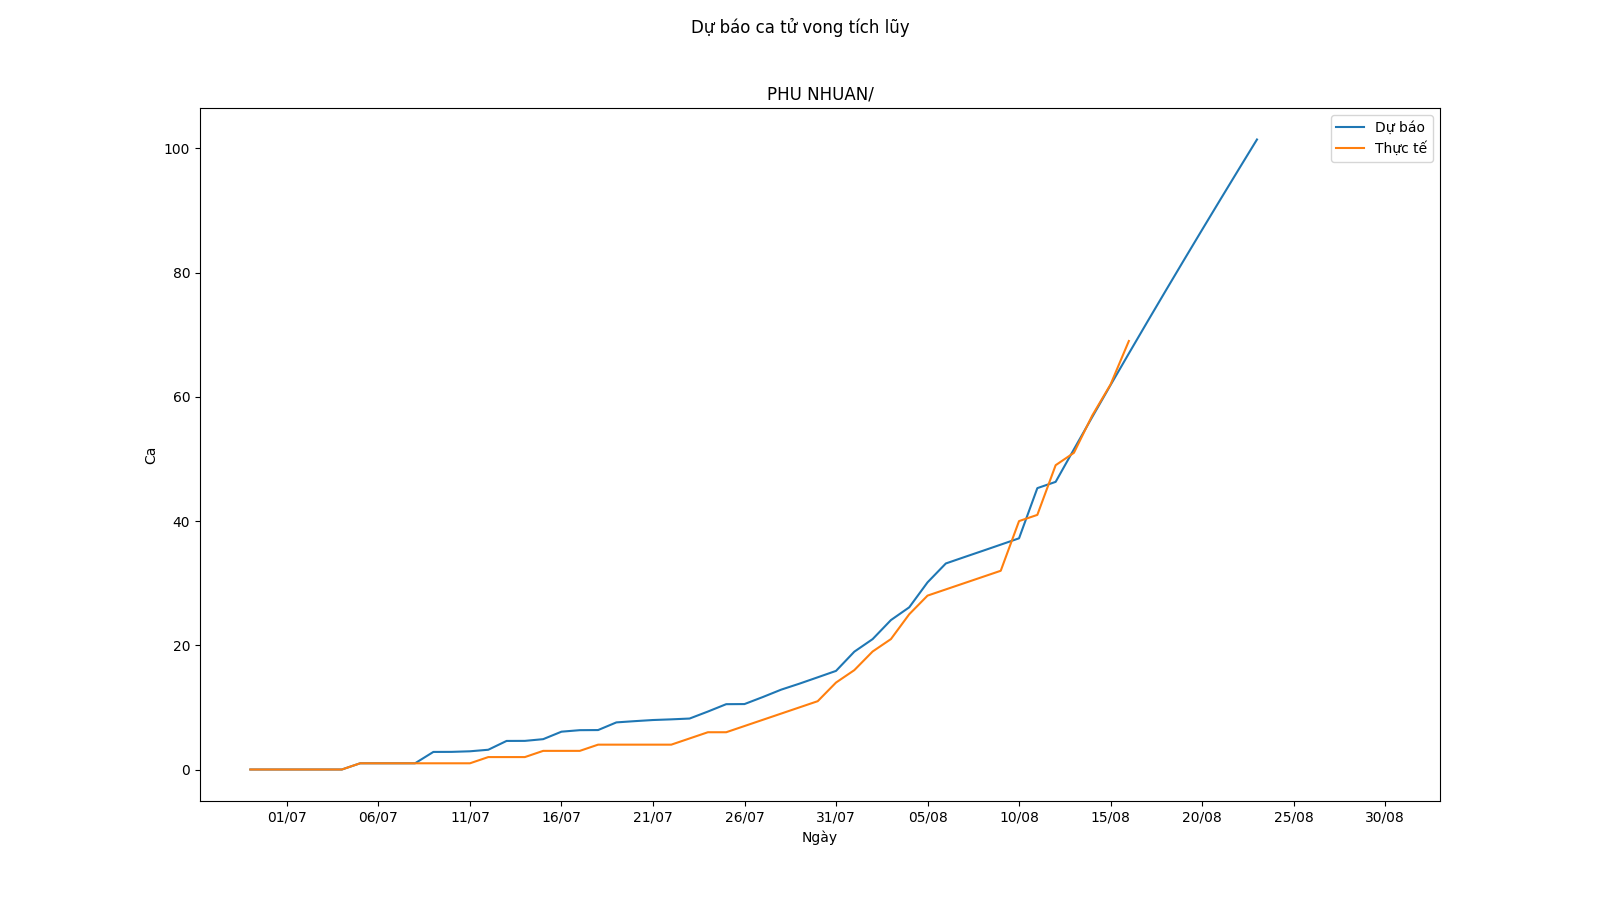 Dự báo ca tử vong tích lũy
PHU NHUAN/
Dự báo
Thực tế
100
80
60
40
20
0
Ca
01/07 06/07 11/07 16/07 21/07 26/07 31/07 05/08 10/08 15/08 20/08 25/08 30/08
Ngày